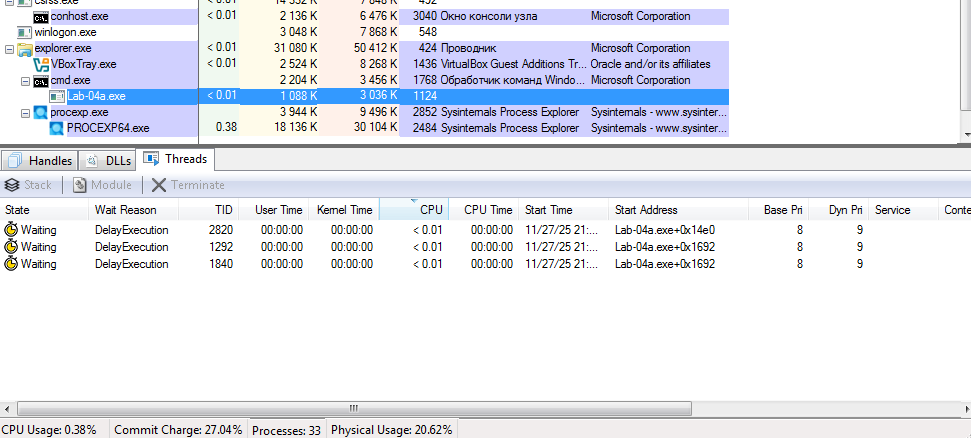 csrss.exe < 0.01 14 332 K 7 848 K 452
conhost.exe 2 136 K 6 476 K 3040 Окно консоли узла Microsoft Corporation
winlogon.exe 3 048 K 7 868 K 548
explorer.exe < 0.01 31 080 K 50 412 K 424 Проводник Microsoft Corporation
VBoxTray.exe < 0.01 2 524 K 8 268 K 1436 VirtualBox Guest Additions Tr... Oracle and/or its affiliates
cmd.exe 2 204 K 3 456 K 1768 Обработчик команд Windo... Microsoft Corporation
Lab-04a.exe < 0.01 1 088 K 3 036 K 1124
procexp.exe 3 944 K 9 496 K 2852 Sysinternals Process Explorer Sysinternals - www.sysinter...
PROCEXP64.exe 0.38 18 136 K 30 104 K 2484 Sysinternals Process Explorer Sysinternals - www.sysinter...
Handles DLLs Threads
Stack Module Terminate
State Wait Reason TID User Time Kernel Time CPU CPU Time Start Time Start Address Base Pri Dyn Pri Service Conte
Waiting DelayExecution 2820 00:00:00 00:00:00 < 0.01 00:00:00 11/27/25 21:... Lab-04a.exe+0x14e0 8 9
Waiting DelayExecution 1292 00:00:00 00:00:00 < 0.01 00:00:00 11/27/25 21:... Lab-04a.exe+0x1692 8 9
Waiting DelayExecution 1840 00:00:00 00:00:00 < 0.01 00:00:00 11/27/25 21:... Lab-04a.exe+0x1692 8 9
CPU Usage: 0.38% Commit Charge: 27.04% Processes: 33 Physical Usage: 20.62%